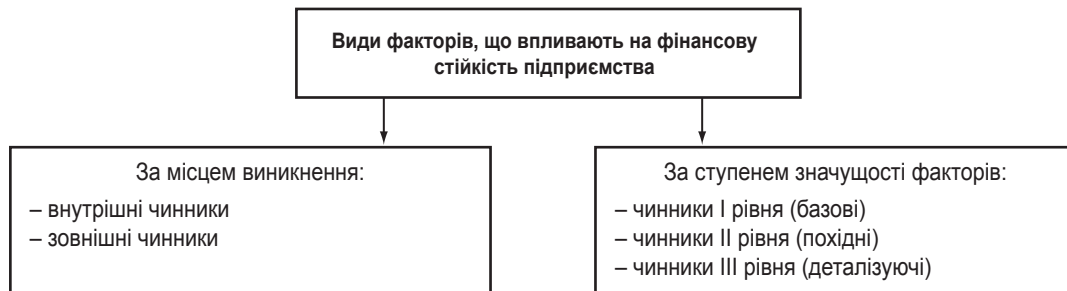 Види факторів, що впливають на фінансову
стійкість підприємства
За місцем виникнення:
– внутрішні чинники
– зовнішні чинники
За ступенем значущості факторів:
– чинники І рівня (базові)
– чинники ІІ рівня (похідні)
– чинники ІІІ рівня (деталізуючі)